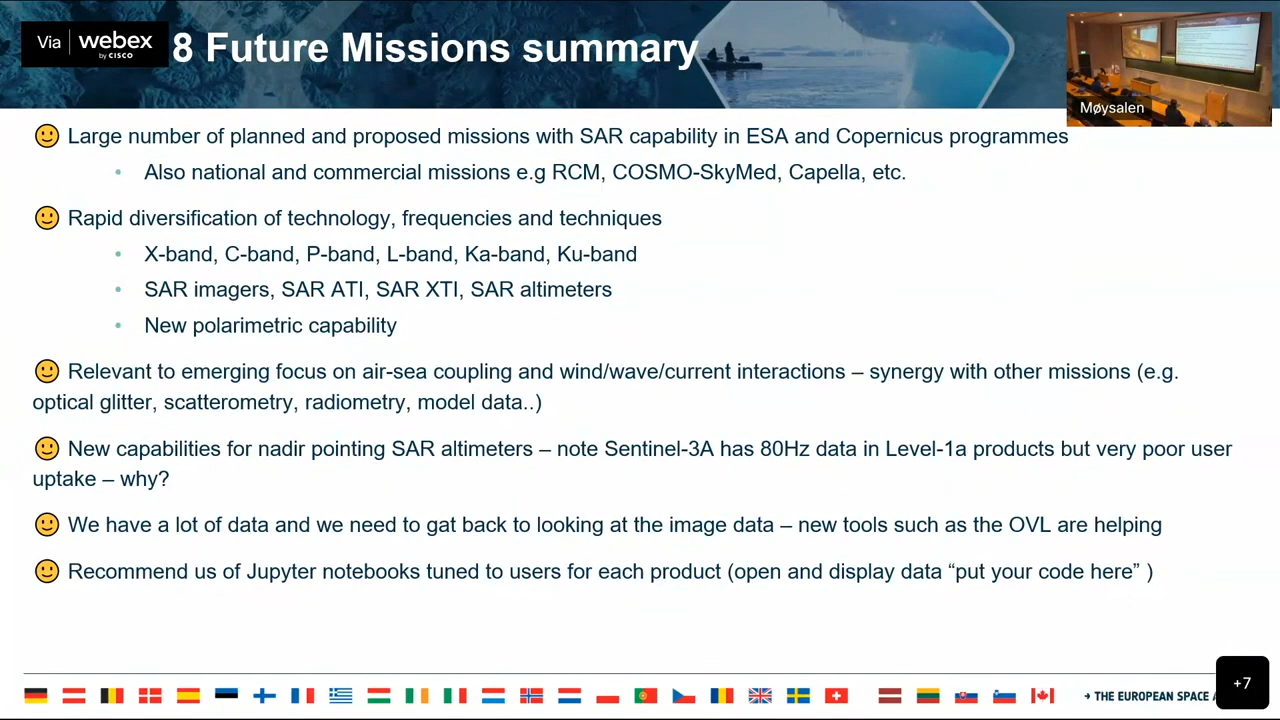 Via webex
by CISCO
8 Future Missions summary
Møysalen
Large number of planned and proposed missions with SAR capability in ESA and Copernicus programmes
• Also national and commercial missions e.g RCM, COSMO-SkyMed, Capella, etc.
Rapid diversification of technology, frequencies and techniques
• X-band, C-band, P-band, L-band, Ka-band, Ku-band
• SAR imagers, SAR ATI, SAR XTI, SAR altimeters
• New polarimetric capability
Relevant to emerging focus on air-sea coupling and wind/wave/current interactions – synergy with other missions (e.g.
optical glitter, scatterometry, radiometry, model data..)
New capabilities for nadir pointing SAR altimeters – note Sentinel-3A has 80Hz data in Level-1a products but very poor user
uptake – why?
We have a lot of data and we need to gat back to looking at the image data – new tools such as the OVL are helping
Recommend us of Jupyter notebooks tuned to users for each product (open and display data “put your code here” )
→ THE EUROPEAN SPACE
+7